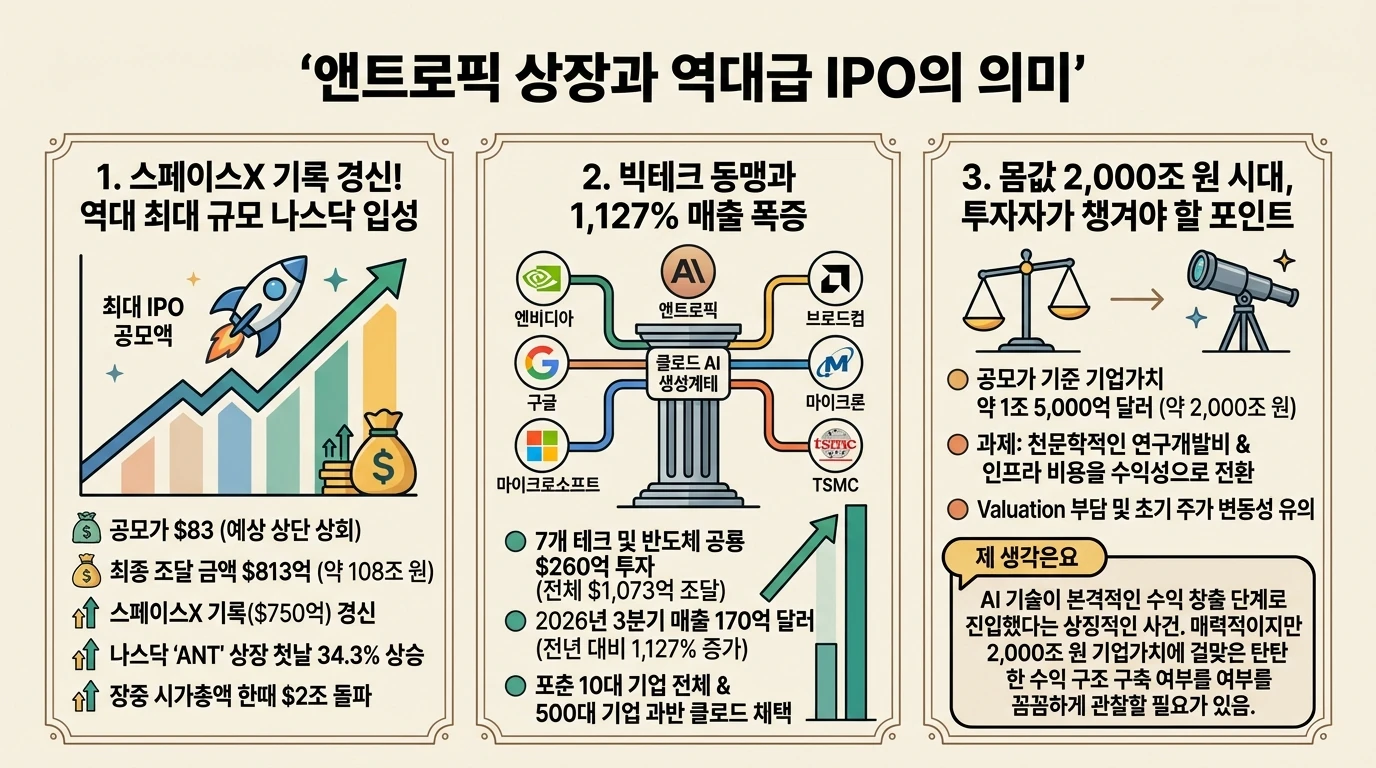 ‘앤트로픽 상장과 역대급 IPO의 의미’
1. 스페이스X 기록 경신!
역대 최대 규모 나스닥 입성
최대 IPO
공모액
$
$ 공모가 $83 (예상 상단 상회)
$ 최종 조달 금액 $813억 (약 108조 원)
스페이스X 기록($750억) 경신
나스닥 ‘ANT’ 상장 첫날 34.3% 상승
장중 시가총액 한때 $2조 돌파
2. 빅테크 동맹과
1,127% 매출 폭증
엔비디아
구글
마이크로소프트
A\
앤트로픽
클로드 AI
생성계테
브로드컴
M
마이크론
tsmc
TSMC
7개 테크 및 반도체 공룡
$260억 투자
(전체 $1,073억 조달)
2026년 3분기 매출 170억 달러
(전년 대비 1,127% 증가)
포춘 10대 기업 전체 &
500대 기업 과반 클로드 채택
3. 몸값 2,000조 원 시대,
투자자가 챙겨야 할 포인트
공모가 기준 기업가치
약 1조 5,000억 달러 (약 2,000조 원)
과제: 천문학적인 연구개발비 &
인프라 비용을 수익성으로 전환
Valuation 부담 및 초기 주가 변동성 유의
제 생각은요
AI 기술이 본격적인 수익 창출 단계로
진입했다는 상징적인 사건. 매력적이지만
2,000조 원 기업가치에 걸맞은 탄탄
한 수익 구조 구축 여부를 여부를
꼼꼼하게 관찰할 필요가 있음.